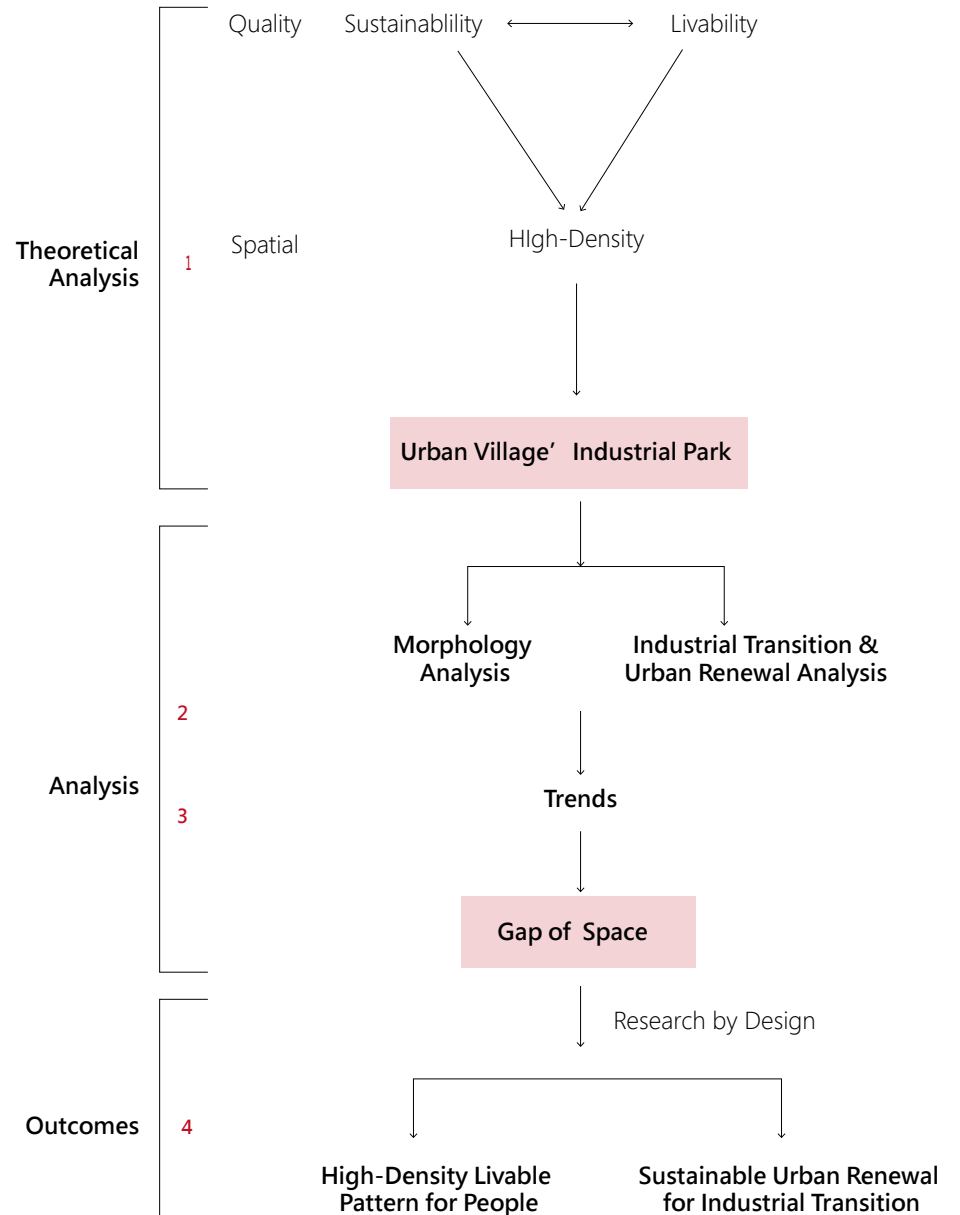 Quality Sustainablility Livability
Theoretical
Analysis
1
Spatial
HIgh-Density
Urban Village' Industrial Park
Morphology
Analysis
Industrial Transition &
Urban Renewal Analysis
2
Analysis
3
Trends
Gap of Space
Research by Design
Outcomes
4
High-Density Livable
Pattern for People
Sustainable Urban Renewal
for Industrial Transition